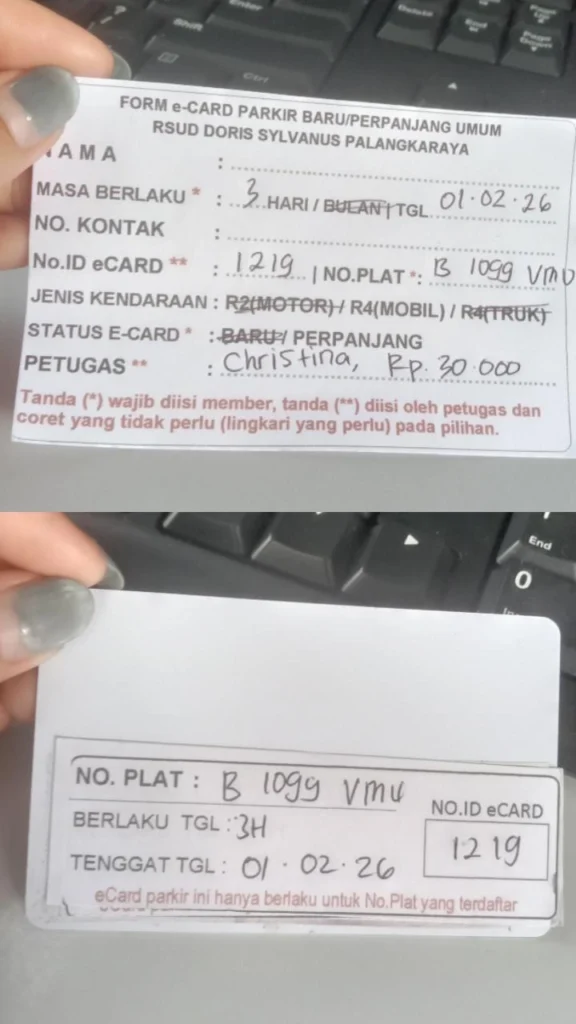 FORM e-CARD PARKIR BARU/PERPANJANG UMUM
RSUD DORIS SYLVANUS PALANGKARAYA
AMA :
MASA BERLAKU * : 3 HARI / BULAN | TGL 01-02-26
NO. KONTAK :
No.ID eCARD ** : 1219 | NO.PLAT *: B 1099 VMU
JENIS KENDARAAN : R2(MOTOR) / R4(MOBIL) / R4(TRUK)
STATUS E-CARD * : BARU / PERPANJANG
PETUGAS ** : Christina, Rp. 30.000
Tanda (*) wajib diisi member, tanda (**) diisi oleh petugas dan
coret yang tidak perlu (lingkari yang perlu) pada pilihan.
End
0
NO. PLAT : B 1099 VMU
BERLAKU TGL : 3H
NO.ID eCARD
1219
TENGGAT TGL : 01-02-26
eCard parkir ini hanya berlaku untuk No.Plat yang terdaftar